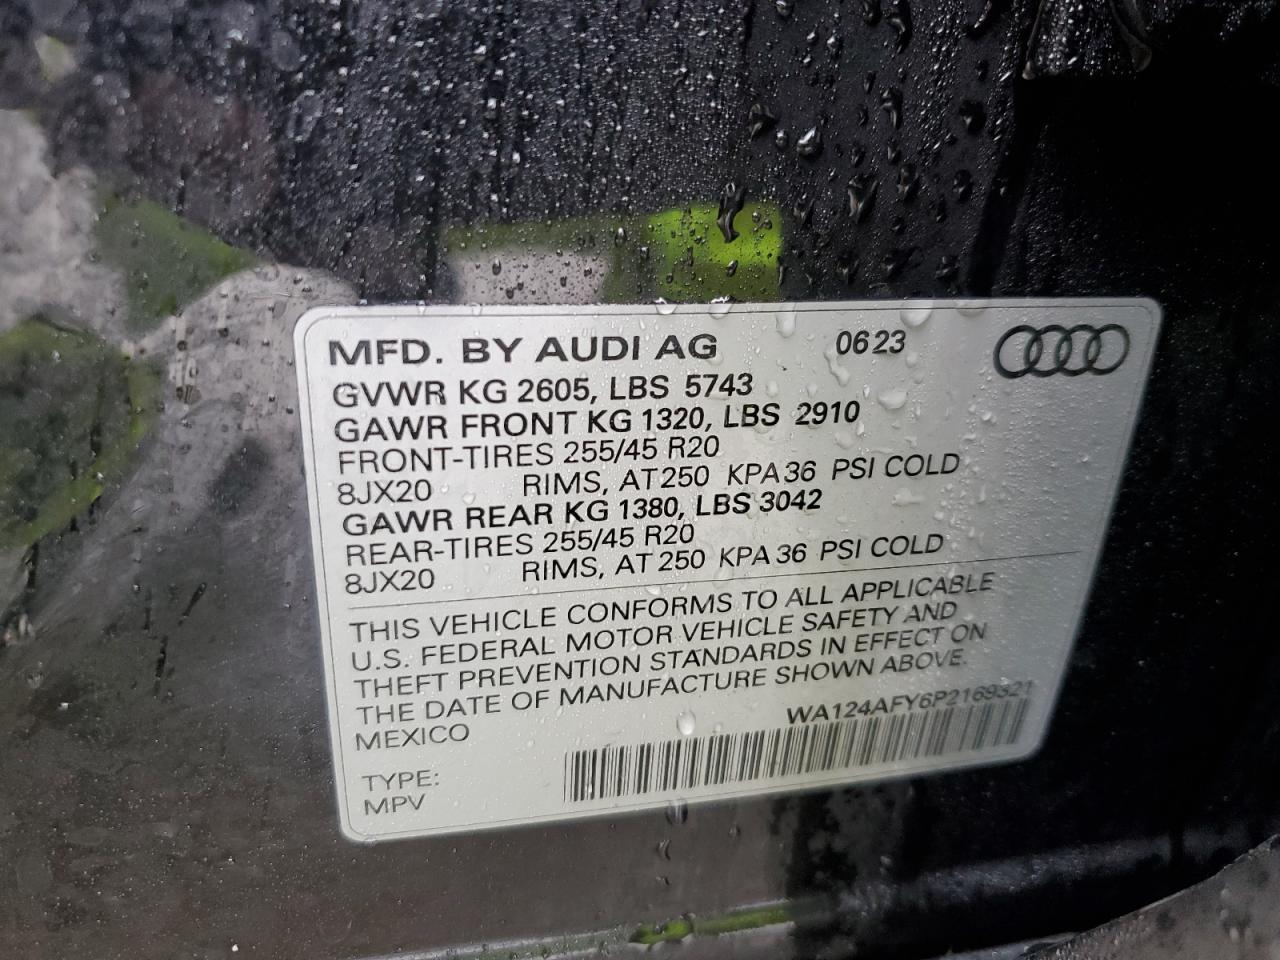 MFD. BY AUDI AG 0623
GVWR KG 2605, LBS 5743
GAWR FRONT KG 1320, LBS 2910
FRONT-TIRES 255/45 R20
8JX20 RIMS, AT 250 KPA 36 PSI COLD
GAWR REAR KG 1380, LBS 3042
REAR-TIRES 255/45 R20
8JX20 RIMS, AT 250 KPA 36 PSI COLD
THIS VEHICLE CONFORMS TO ALL APPLICABLE
U.S. FEDERAL MOTOR VEHICLE SAFETY AND
THEFT PREVENTION STANDARDS IN EFFECT ON
THE DATE OF MANUFACTURE SHOWN ABOVE.
MEXICO WA124AFY6P2169321
TYPE:
MPV